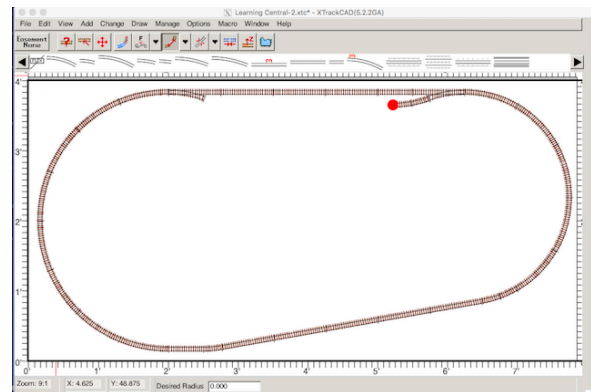 Learning Central-2.xtc* - XTrackCAD(5.2.2GA)
File Edit View Add Change Draw Manage Options Macro Window Help
Easement
None
4'
3'
2'
1'
0'
0' 1' 2' 3' 4' 5' 6' 7'
Zoom: 9:1 X: 4.625 Y: 48.875 Desired Radius 0.000